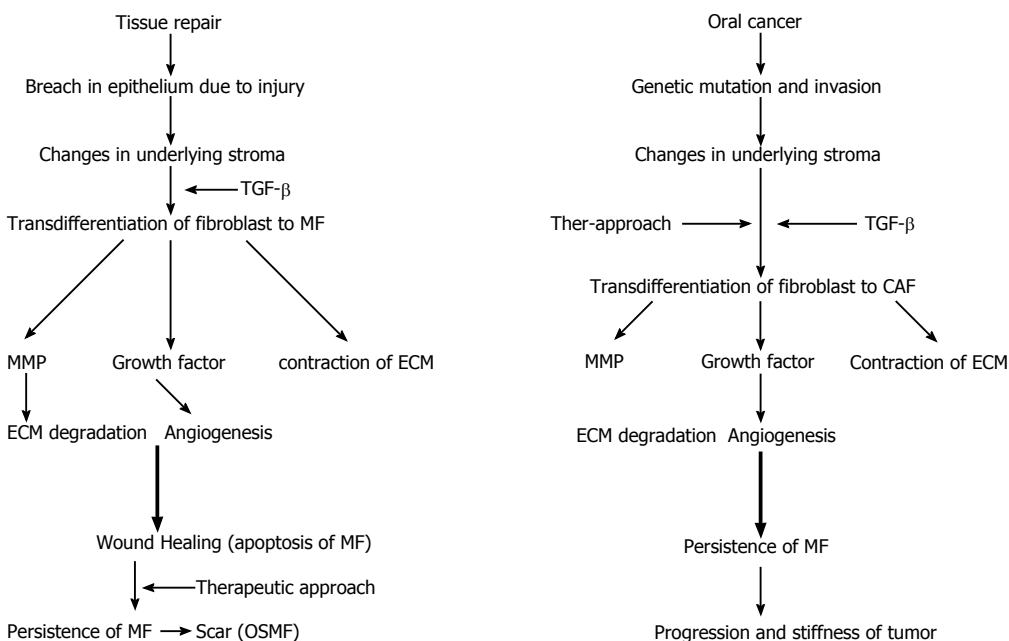 Tissue repair
Breach in epithelium due to injury
Changes in underlying stroma
TGF-β
Transdifferentiation of fibroblast to MF
MMP
Growth factor
contraction of ECM
ECM degradation
Angiogenesis
Wound Healing (apoptosis of MF)
Therapeutic approach
Persistence of MF
Scar (OSMF)
Oral cancer
Genetic mutation and invasion
Changes in underlying stroma
Ther-approach
TGF-β
Transdifferentiation of fibroblast to CAF
MMP
Growth factor
Contraction of ECM
ECM degradation
Angiogenesis
Persistence of MF
Progression and stiffness of tumor